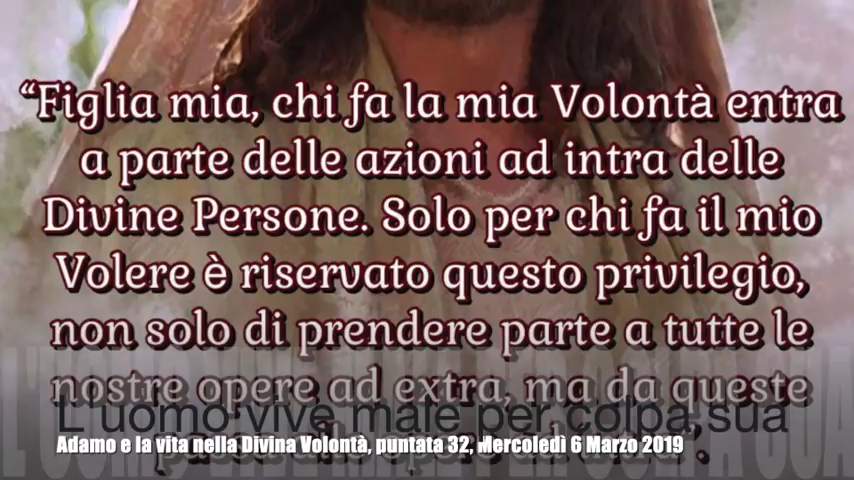 “Figlia mia, chi fa la mia Volontà entra
a parte delle azioni ad intra delle
Divine Persone. Solo per chi fa il mio
Volere è riservato questo privilegio,
non solo di prendere parte a tutte le
nostre opere ad extra, ma da queste
L'uomo vive male per colpa sua
Adamo e la vita nella Divina Volontà, puntata 32, Mercoledì 6 Marzo 2019